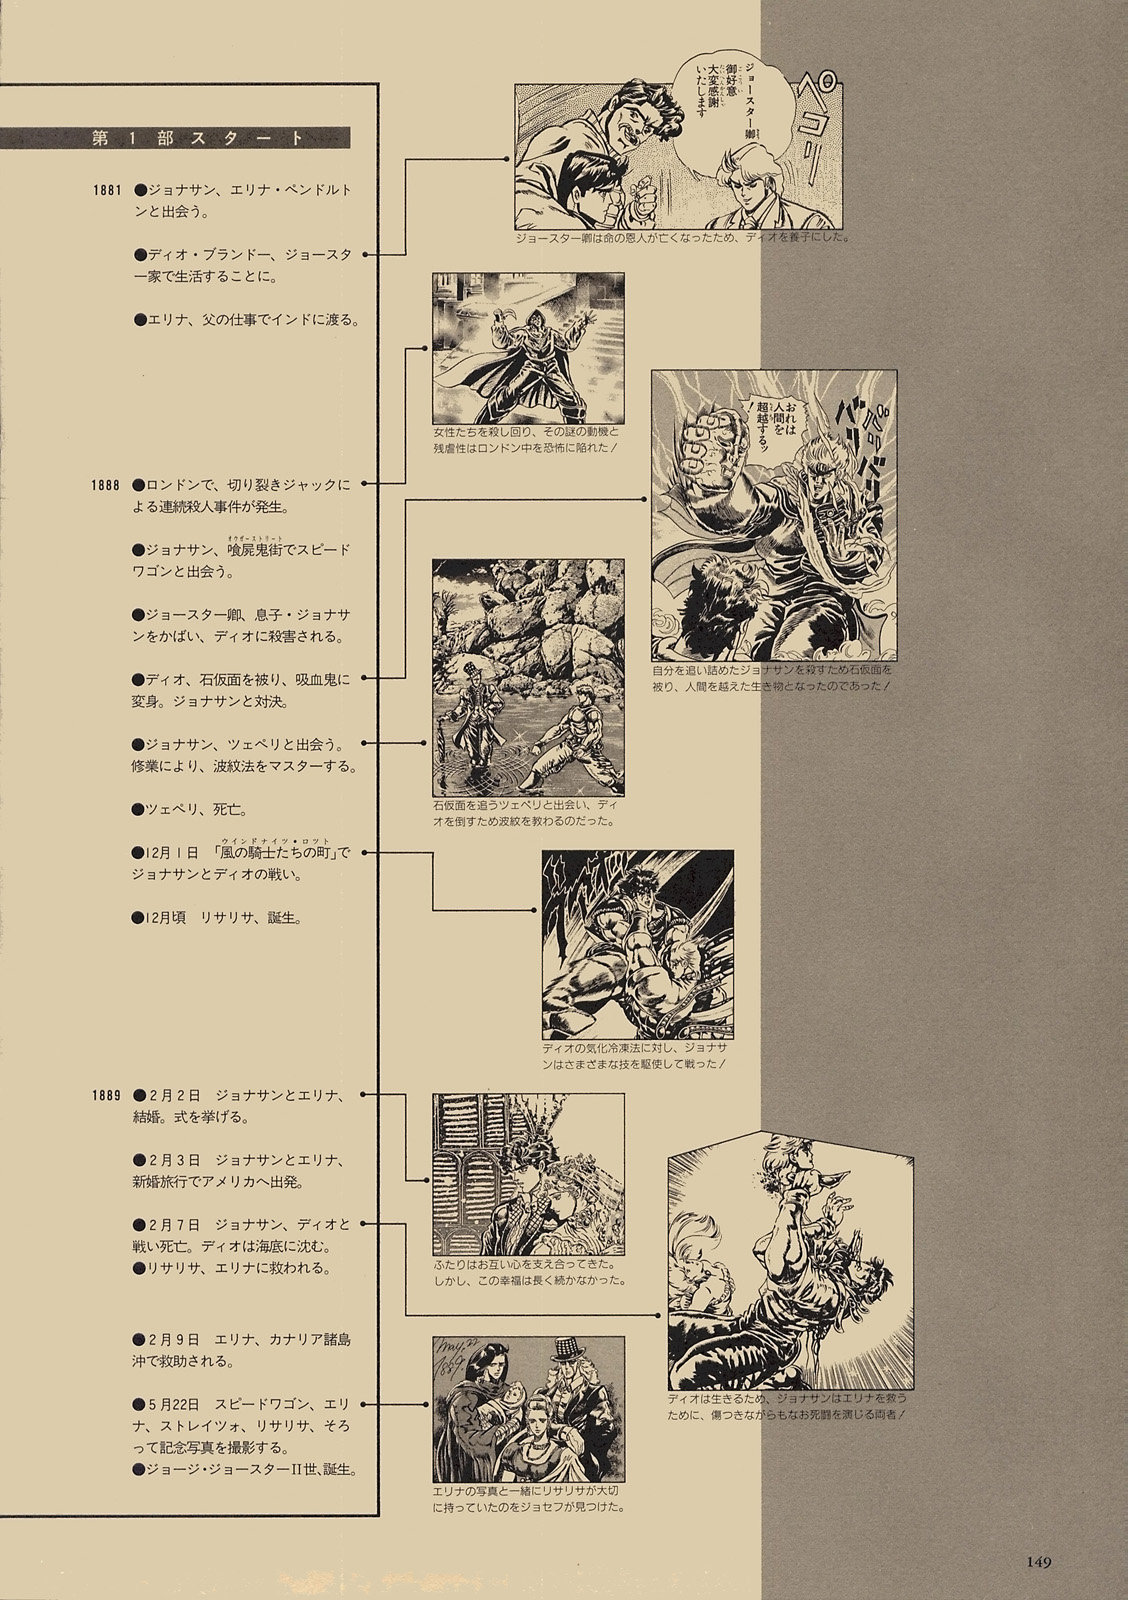 第1部スタート
1881 ●ジョナサン、エリナ・ペンドルト
ンと出会う。
●ディオ・ブランドー、ジョースタ
一家で生活することに。
●エリナ、父の仕事でインドに渡る。
1888 ●ロンドンで、切り裂きジャックに
よる連続殺人事件が発生。
オウガーストリート
●ジョナサン、喰屍鬼街でスピード
ワゴンと出会う。
●ジョースター卿、息子・ジョナサ
ンをかばい、ディオに殺害される。
●ディオ、石仮面を被り、吸血鬼に
変身。ジョナサンと対決。
●ジョナサン、ツェペリと出会う。
修業により、波紋法をマスターする。
●ツェペリ、死亡。
ウインドナイツ・ロット
●12月1日 「風の騎士たちの町」で
ジョナサンとディオの戦い。
●12月頃 リサリサ、誕生。
1889 ●2月2日 ジョナサンとエリナ、
結婚。式を挙げる。
●2月3日 ジョナサンとエリナ、
新婚旅行でアメリカへ出発。
●2月7日 ジョナサン、ディオと
戦い死亡。ディオは海底に沈む。
●リサリサ、エリナに救われる。
●2月9日 エリナ、カナリア諸島
沖で救助される。
●5月22日 スピードワゴン、エリ
ナ、ストレイツォ、リサリサ、そろ
って記念写真を撮影する。
●ジョージ・ジョースターII世、誕生。
ジョースター卿
御好意
大変感謝
いたします
ペコリ
ジョースター卿は命の恩人が亡くなったため、ディオを養子にした。
女性たちを殺し回り、その謎の動機と
残虐性はロンドン中を恐怖に陥れた!
おれは
人間を
超越するッ
!
バリ
バリバリ
自分を追い詰めたジョナサンを殺すため石仮面を
被り、人間を越えた生き物となったのであった!
石仮面を追うツェペリと出会い、ディ
オを倒すため波紋を教わるのだった。
ディオの気化冷凍法に対し、ジョナサ
ンはさまざまな技を駆使して戦った!
ふたりはお互い心を支え合ってきた。
しかし、この幸福は長く続かなかった。
ディオは生きるため、ジョナサンはエリナを救う
ために、傷つきながらもなお死闘を演じる両者!
May. 22
1889
エリナの写真と一緒にリサリサが大切
に持っていたのをジョセフが見つけた。
149